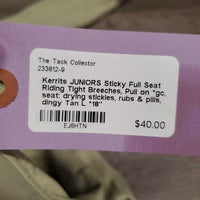 The Tack Collector
233812-9
Kerrits JUNIORS Sticky Full Seat
Riding Tight Breeches, Pull on *gc,
seat: drying stickies, rubs & pills,
dingy Tan L *18"
EJ8HTN
$40.00